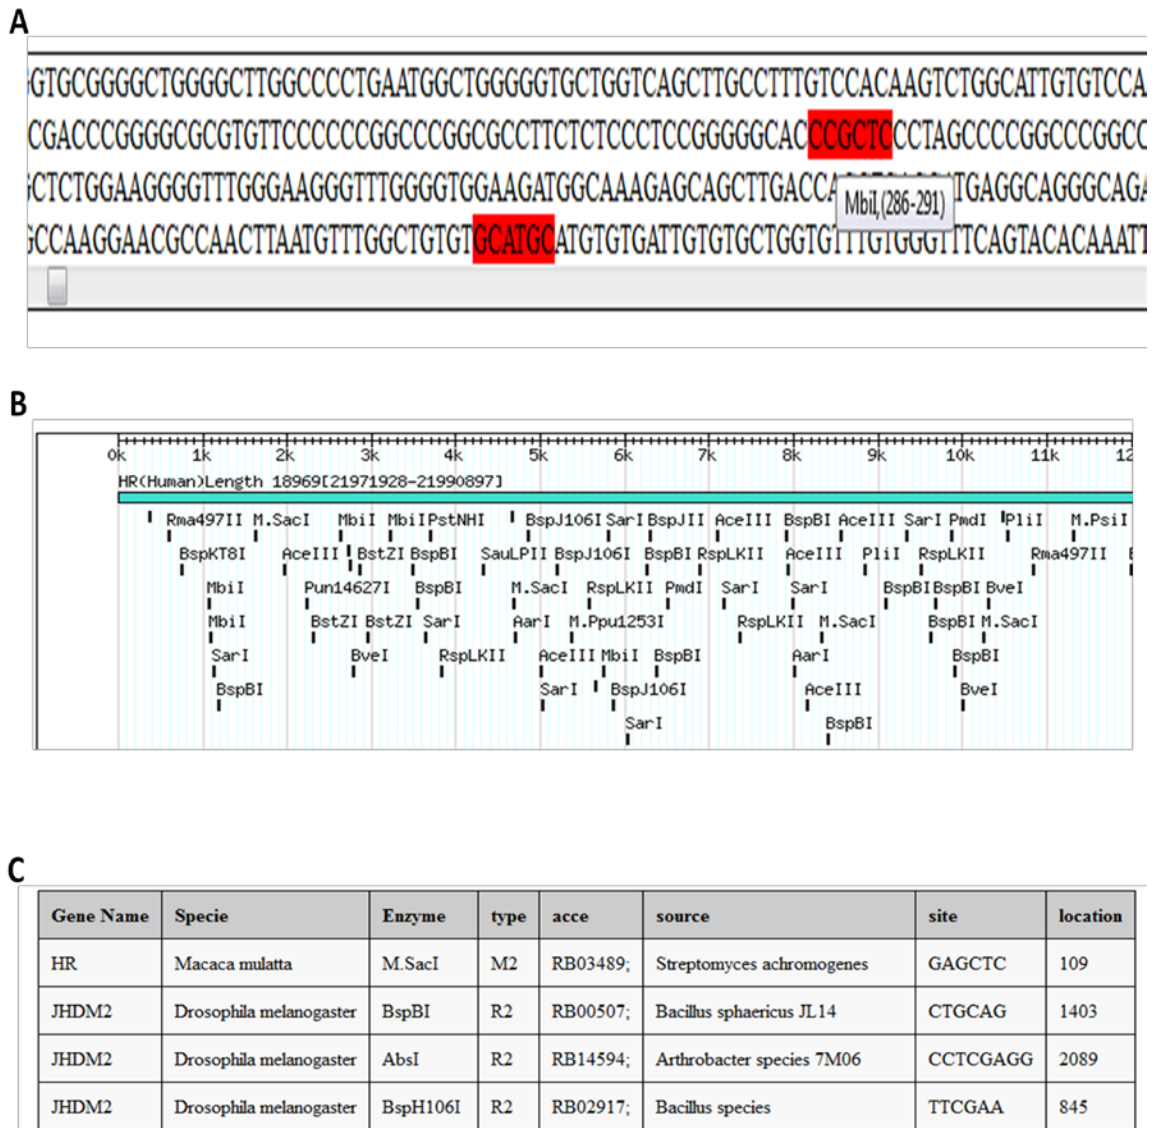 A
GTGCGGGGCTGGGGCTTGGCCCCTGAATGGCTGGGGGTGCTGGTCAGCTTGCCTTTGTCCACAAGTCTGGCATTGTGTCCA
CGACCCGGGGCGCGTGTTCCCCCCCGGCCCGGCGCCTTCTCTCCCTCCGGGGGCACCCGCTCCCTAGCCCCGGCCCGGCC
GCTCTGGAAGGGGTTTGGGAAGGGTTTGGGGTGGAAGATGGCAAAGAGCAGCTTGACCA TGAGGCAGGGCAGA
MbiI,(286-291)
GCCAAGGAACGCCAACTTAATGTTTGGCTGTGTGCATGCATGTGTGATTGTGTGCTGGTGTTTGTGGGTTTCAGTACACAAATT
B
0k 1k 2k 3k 4k 5k 6k 7k 8k 9k 10k 11k 12
HR(Human)Length 18969[21971928-21990897]
Rma497II M.SacI MbiI MbiI PstNHI BspJ106I SarI BspJII AceIII BspBI AceIII SarI PmdI PliI M.PsiI
BspKT8I AceIII BstZI BspBI SauLPII BspJ106I BspBI RspLKII AceIII PliI RspLKII Rma497II
MbiI Pun14627I BspBI M.SacI RspLKII PmdI SarI SarI BspBI BspBI BveI
MbiI BstZI BstZI SarI AarI M.Ppu1253I RspLKII M.SacI BspBI M.SacI
SarI BveI RspLKII AceIII MbiI BspBI AarI BspBI
BspBI SarI BspJ106I AceIII BveI
SarI BspBI
C
Gene Name Specie Enzyme type acce source site location
HR Macaca mulatta M.SacI M2 RB03489; Streptomyces achromogenes GAGCTC 109
JHDM2 Drosophila melanogaster BspBI R2 RB00507; Bacillus sphaericus JL14 CTGCAG 1403
JHDM2 Drosophila melanogaster AbsI R2 RB14594; Arthrobacter species 7M06 CCTCGAGG 2089
JHDM2 Drosophila melanogaster BspH106I R2 RB02917; Bacillus species TTCGAA 845